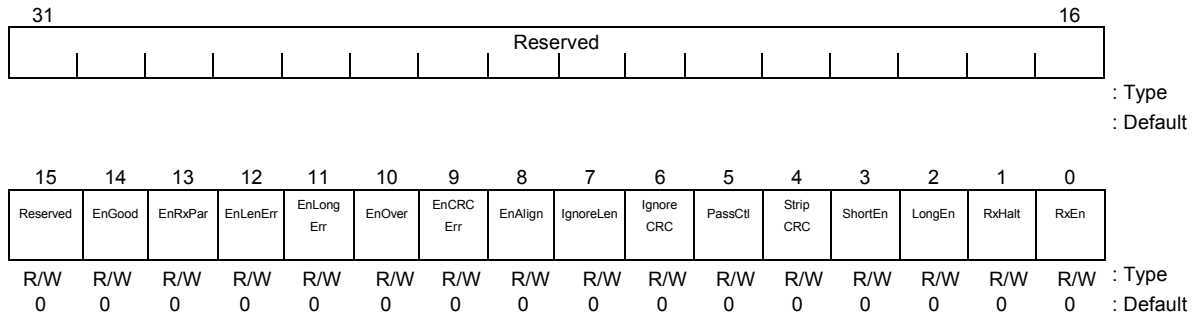 31 16
Reserved
: Type
: Default
15 14 13 12 11 10 9 8 7 6 5 4 3 2 1 0
Reserved EnGood EnRxPar EnLenErr EnLong Err EnOver EnCRC Err EnAlign IgnoreLen Ignore CRC PassCtl Strip CRC ShortEn LongEn RxHalt RxEn
R/W R/W R/W R/W R/W R/W R/W R/W R/W R/W R/W R/W R/W R/W R/W R/W : Type
0 0 0 0 0 0 0 0 0 0 0 0 0 0 0 0 : Default